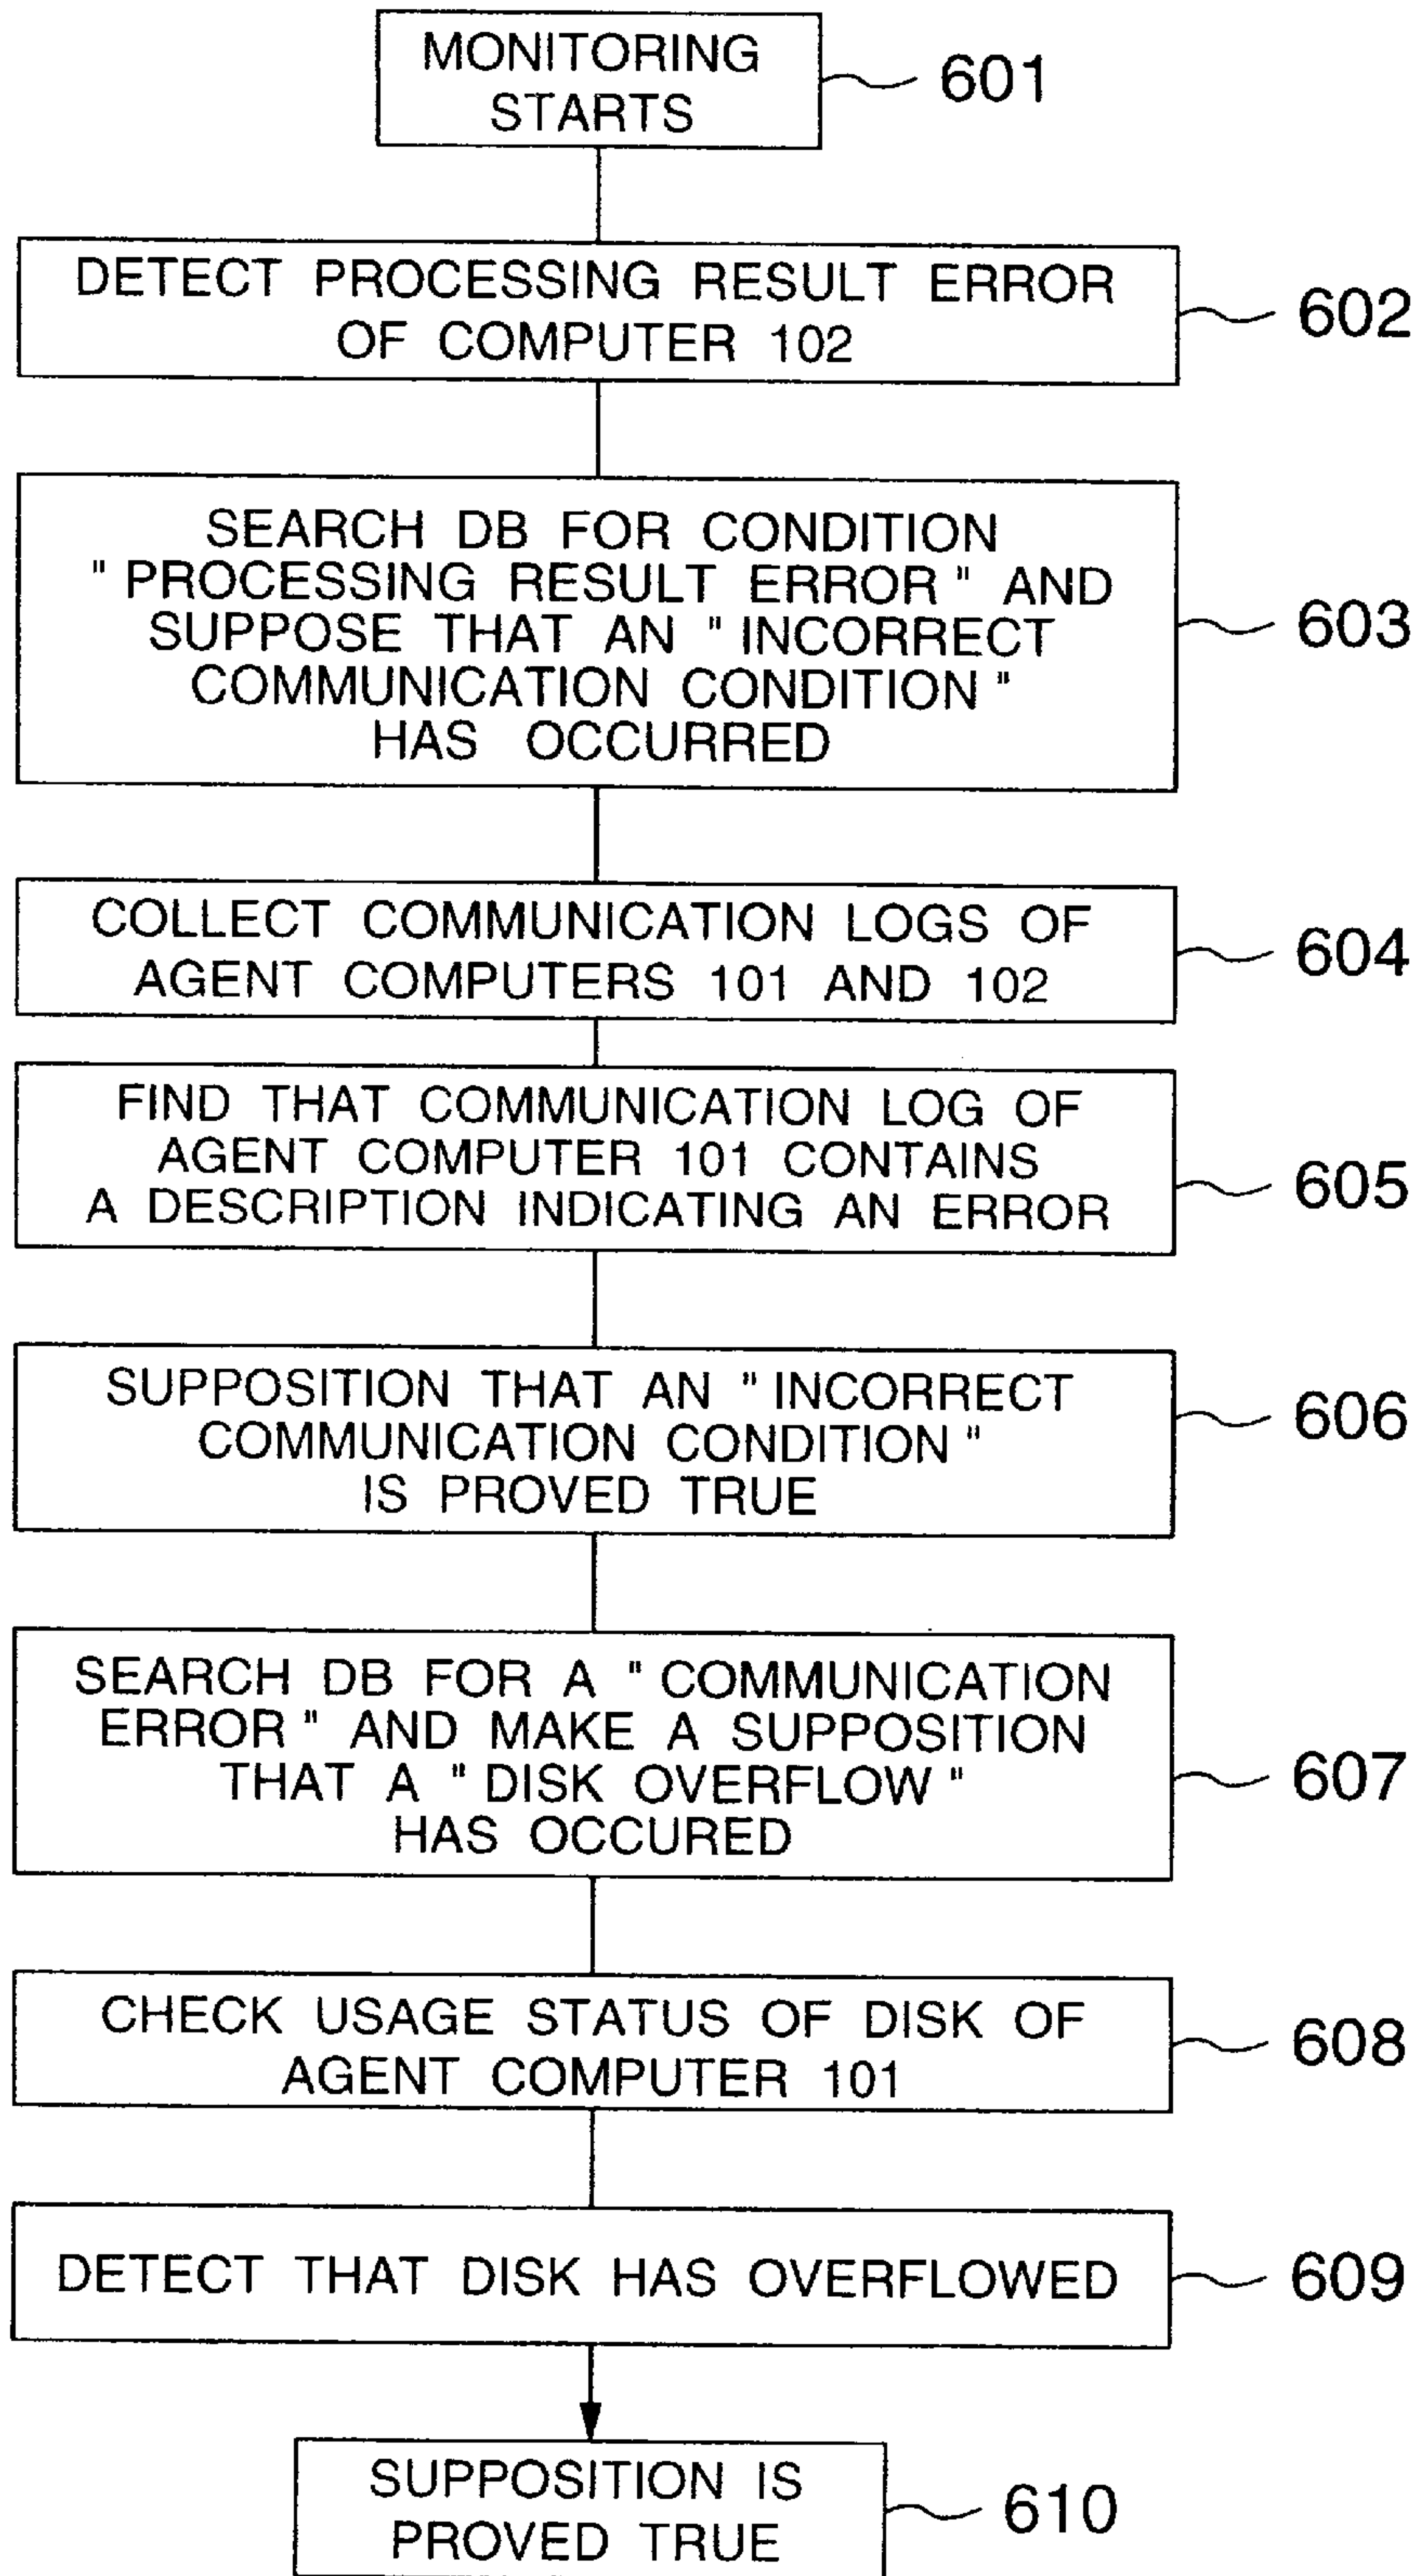 MONITORING
STARTS
601
DETECT PROCESSING RESULT ERROR
OF COMPUTER 102
602
SEARCH DB FOR CONDITION
"PROCESSING RESULT ERROR" AND
SUPPOSE THAT AN "INCORRECT
COMMUNICATION CONDITION"
HAS OCCURRED
603
COLLECT COMMUNICATION LOGS OF
AGENT COMPUTERS 101 AND 102
604
FIND THAT COMMUNICATION LOG OF
AGENT COMPUTER 101 CONTAINS
A DESCRIPTION INDICATING AN ERROR
605
SUPPOSITION THAT AN "INCORRECT
COMMUNICATION CONDITION"
IS PROVED TRUE
606
SEARCH DB FOR A "COMMUNICATION
ERROR" AND MAKE A SUPPOSITION
THAT A "DISK OVERFLOW"
HAS OCCURED
607
CHECK USAGE STATUS OF DISK OF
AGENT COMPUTER 101
608
DETECT THAT DISK HAS OVERFLOWED
609
SUPPOSITION IS
PROVED TRUE
610